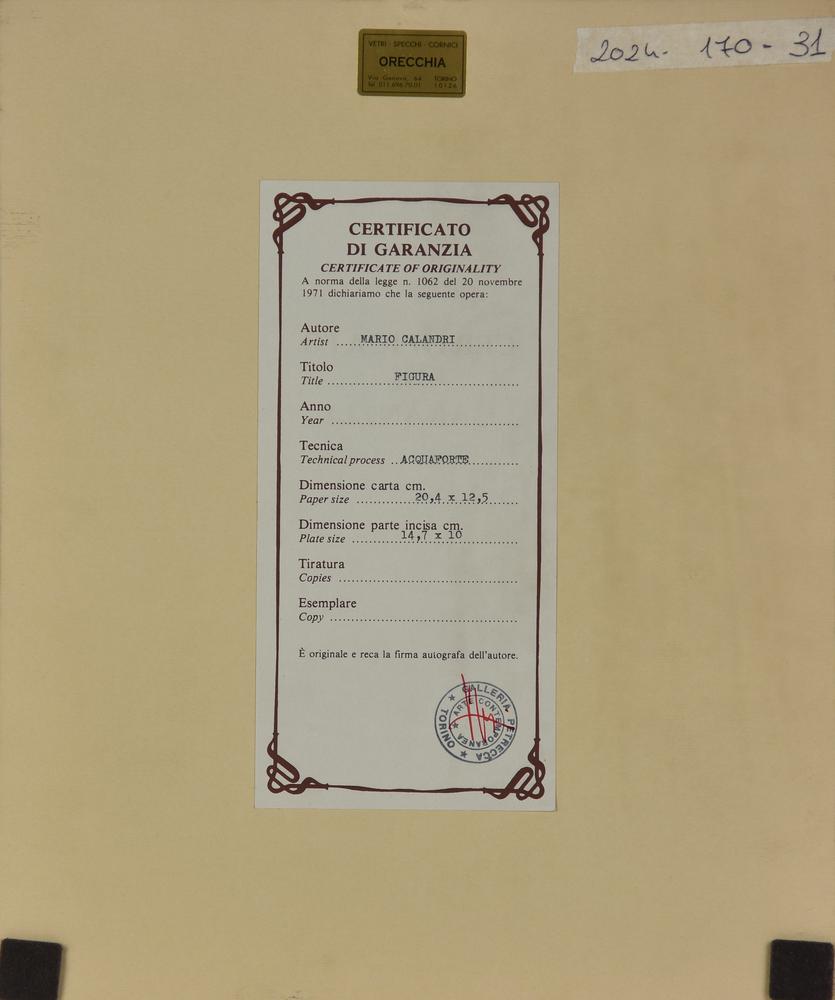 VETRI - SPECCHI - CORNICI
ORECCHIA
Via Genova, 64 TORINO
Tel. 011.696.70.01 10126
2024- 170-31
CERTIFICATO
DI GARANZIA
CERTIFICATE OF ORIGINALITY
A norma della legge n. 1062 del 20 novembre
1971 dichiariamo che la seguente opera:
Autore
Artist ..... MARIO CALANDRI
Titolo
Title ..... FIGURA
Anno
Year .....
Tecnica
Technical process ..ACQUAFORTE.....
Dimensione carta cm.
Paper size ..... 20,4 x 12,5
Dimensione parte incisa cm.
Plate size ..... 14,7 x 10
Tiratura
Copies .....
Esemplare
Copy .....
È originale e reca la firma autografa dell'autore.
GALLERIA PETRECCA
ARTE CONTEMPORANEA
TORINO